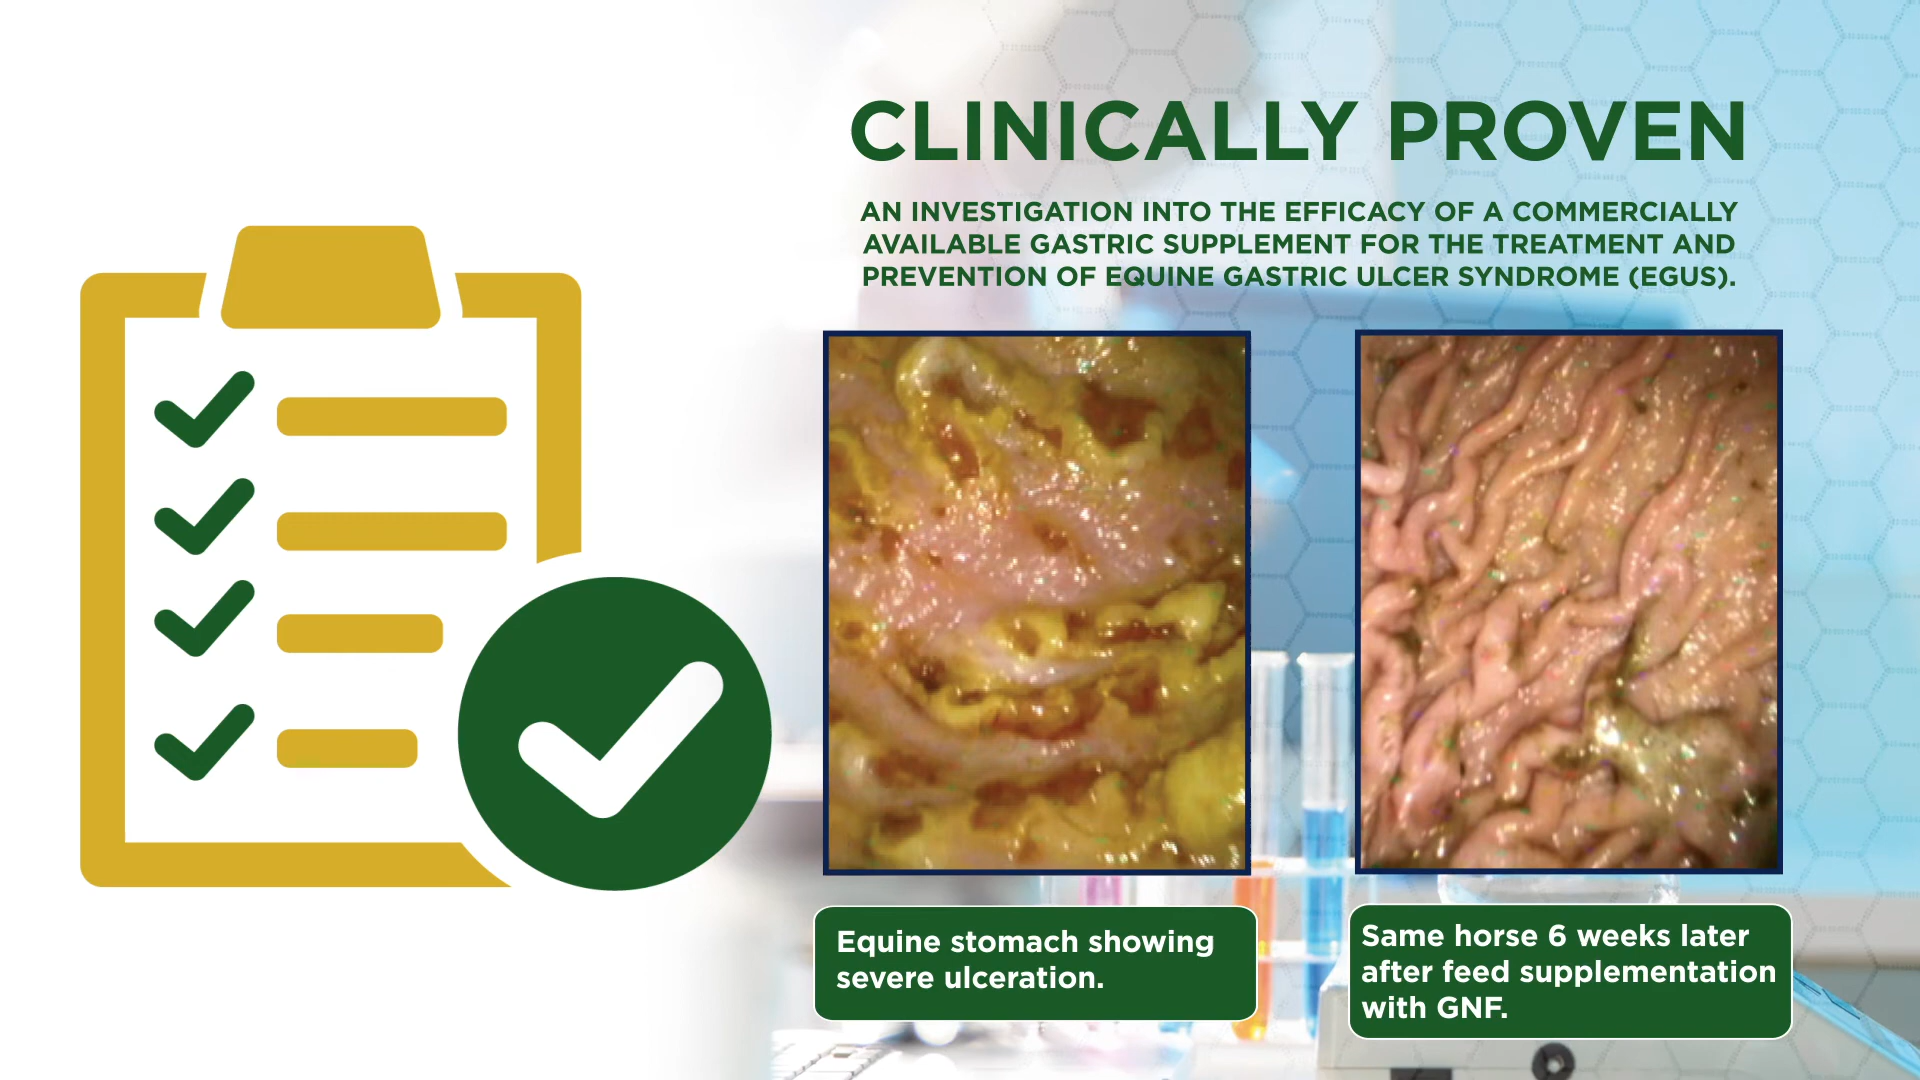 CLINICALLY PROVEN
AN INVESTIGATION INTO THE EFFICACY OF A COMMERCIALLY
AVAILABLE GASTRIC SUPPLEMENT FOR THE TREATMENT AND
PREVENTION OF EQUINE GASTRIC ULCER SYNDROME (EGUS).
Equine stomach showing
severe ulceration.
Same horse 6 weeks later
after feed supplementation
with GNF.